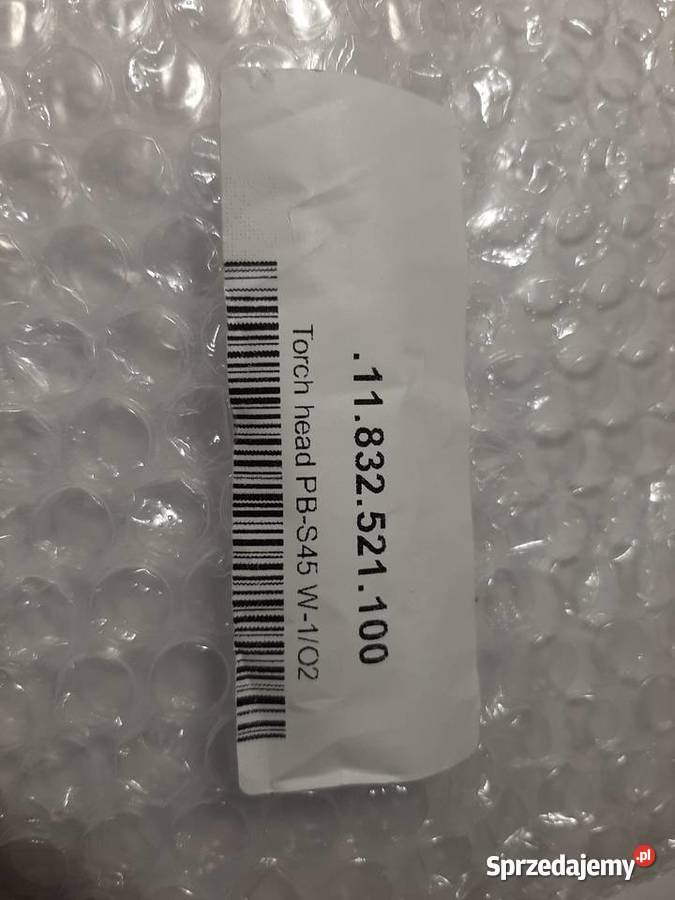 .11.832.521.100
Torch head PB-S45 W-1/O2
Sprzedajemy.pl